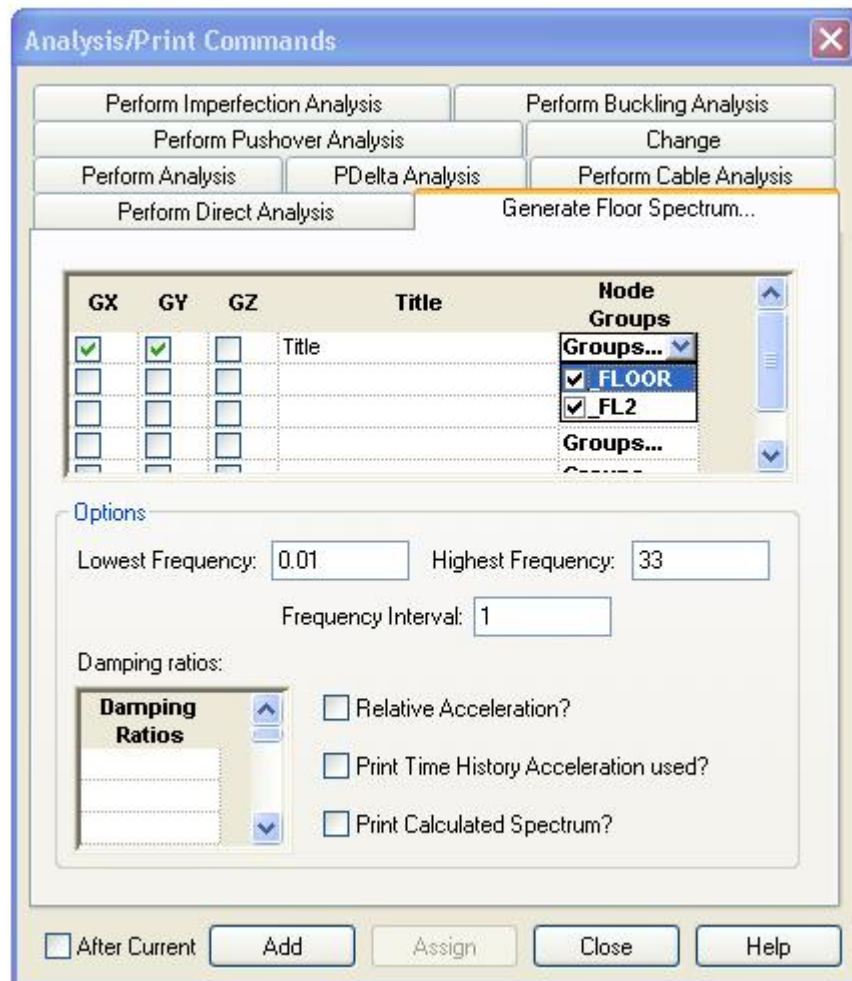 Analysis/Print Commands
Perform Imperfection Analysis
Perform Buckling Analysis
Perform Pushover Analysis
Change
Perform Analysis
PDelta Analysis
Perform Cable Analysis
Perform Direct Analysis
Generate Floor Spectrum...
GX GY GZ Title Node Groups
Title Groups...
_FLOOR
_FL2
Groups...
Options
Lowest Frequency: 0.01 Highest Frequency: 33
Frequency Interval: 1
Damping ratios:
Damping Ratios
Relative Acceleration?
Print Time History Acceleration used?
Print Calculated Spectrum?
After Current Add Assign Close Help